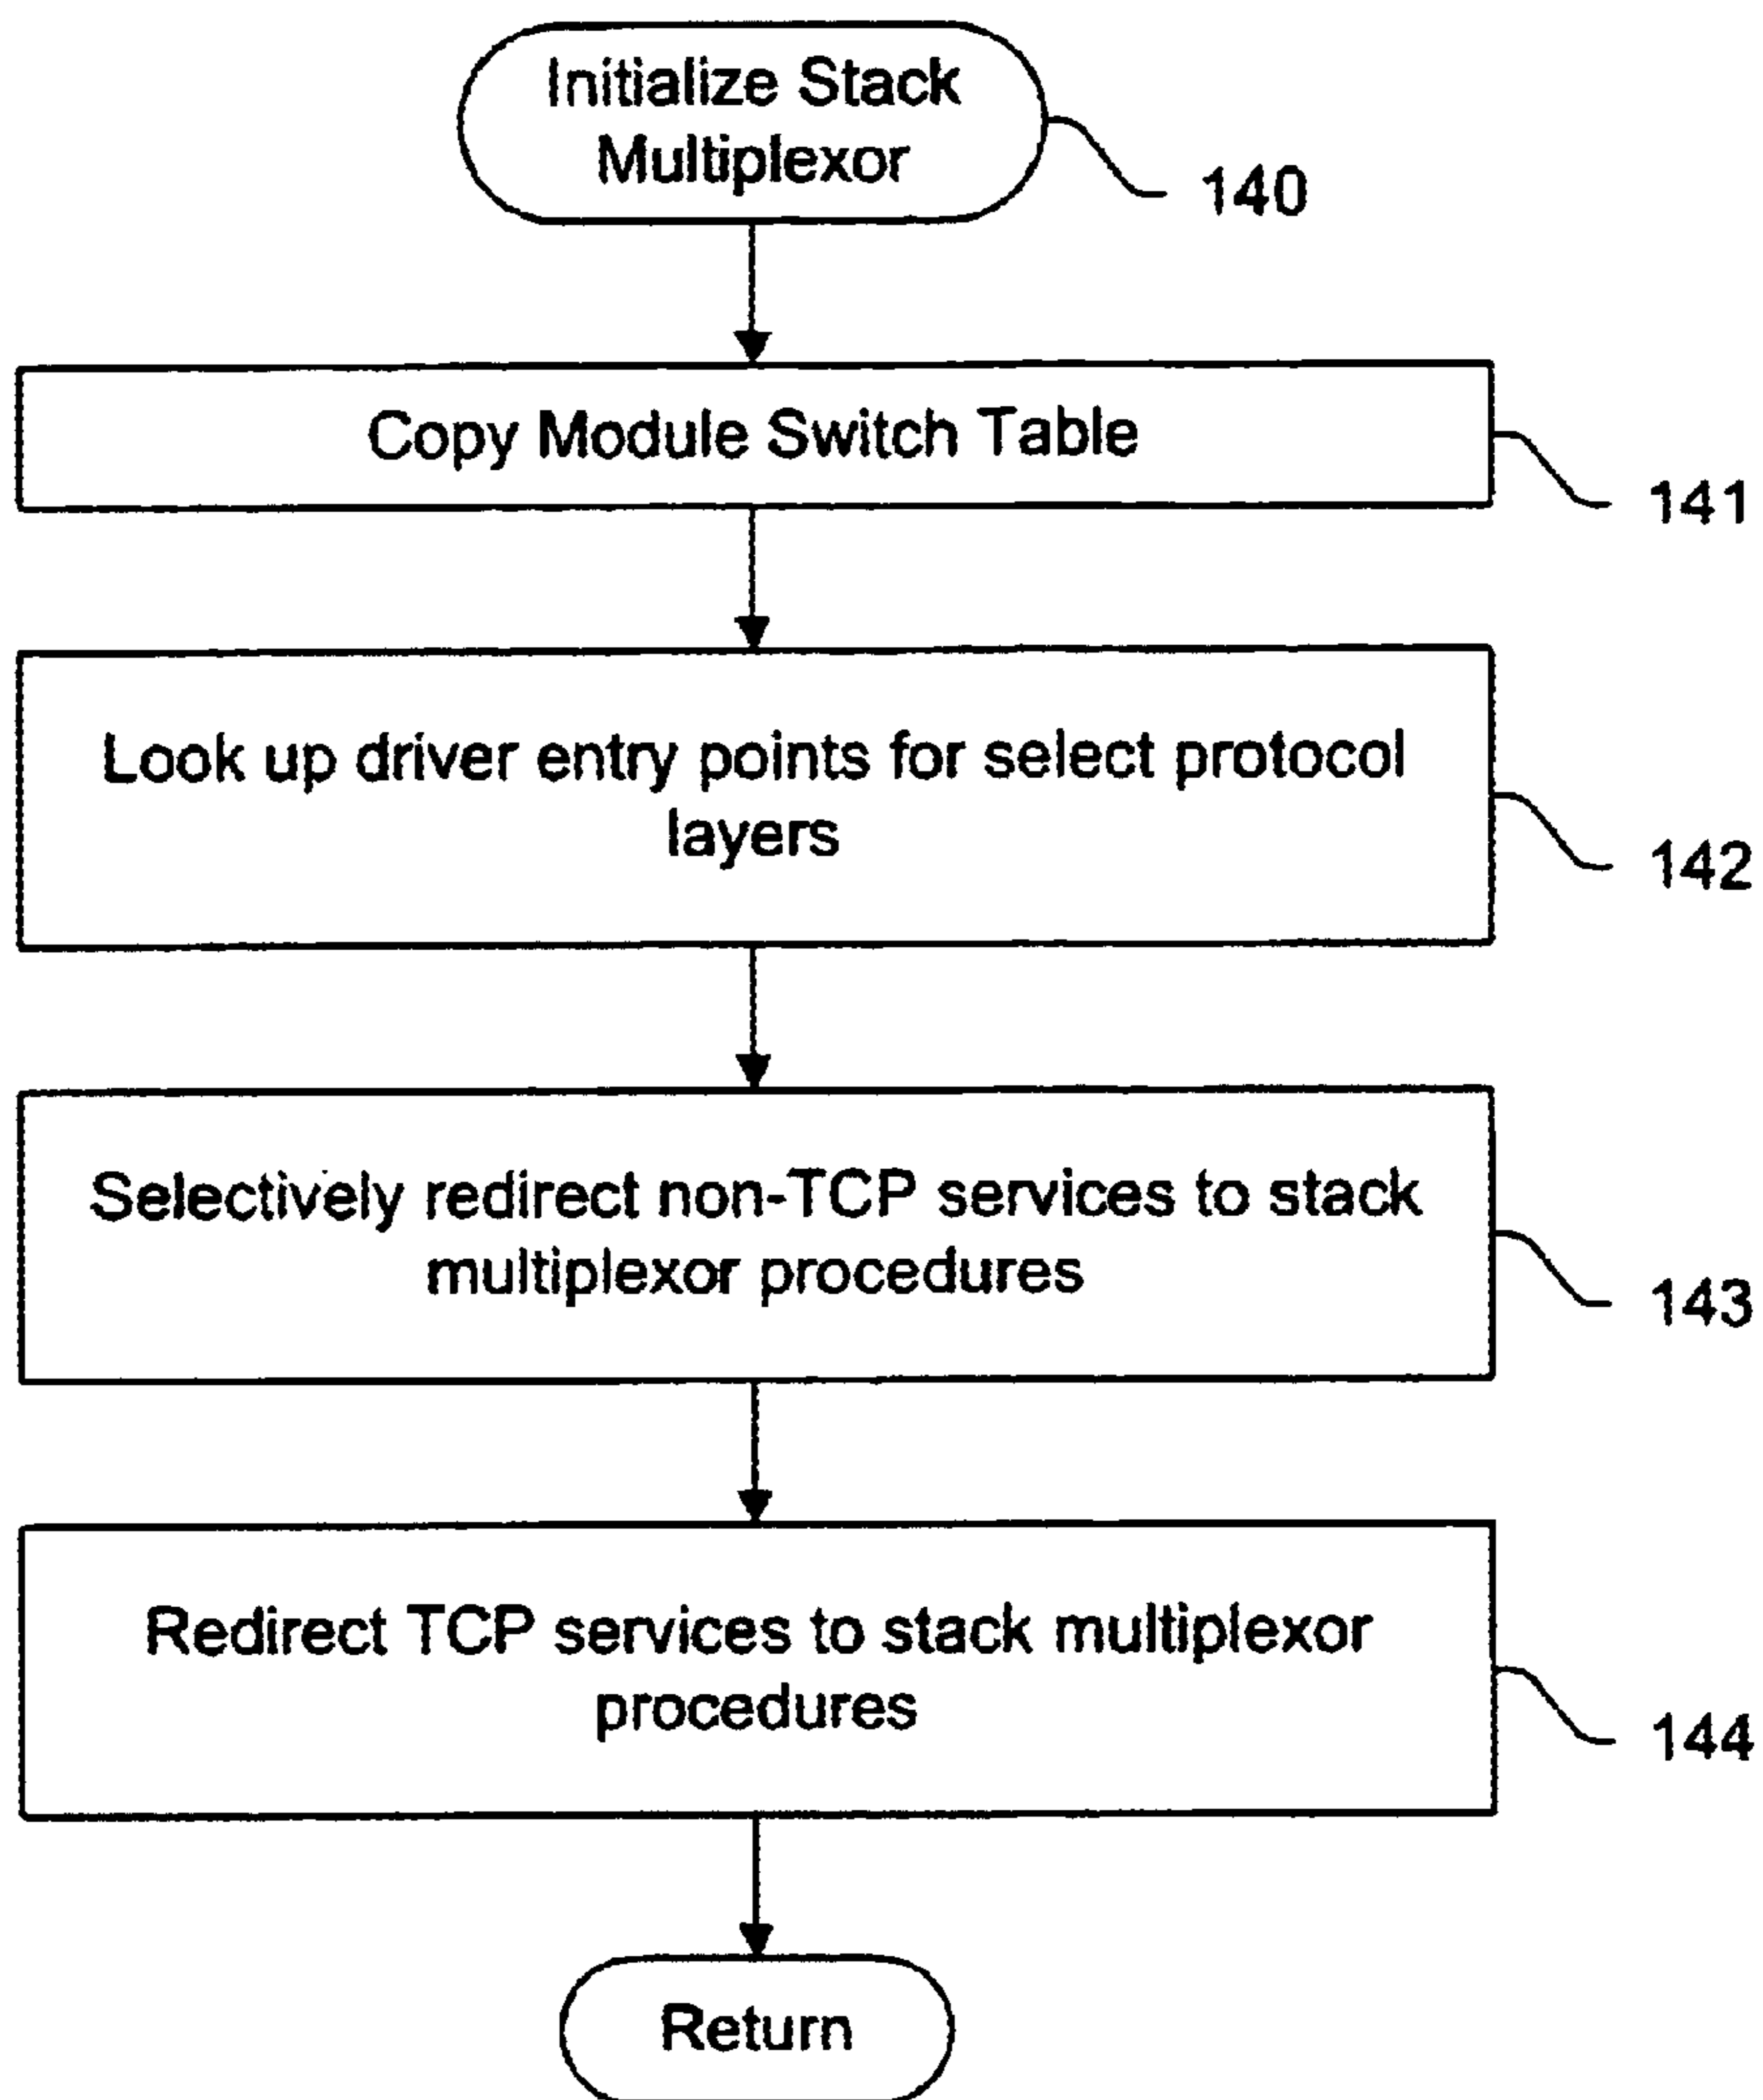 Initialize Stack
Multiplexor
140
Copy Module Switch Table
141
Look up driver entry points for select protocol
layers
142
Selectively redirect non-TCP services to stack
multiplexor procedures
143
Redirect TCP services to stack multiplexor
procedures
144
Return